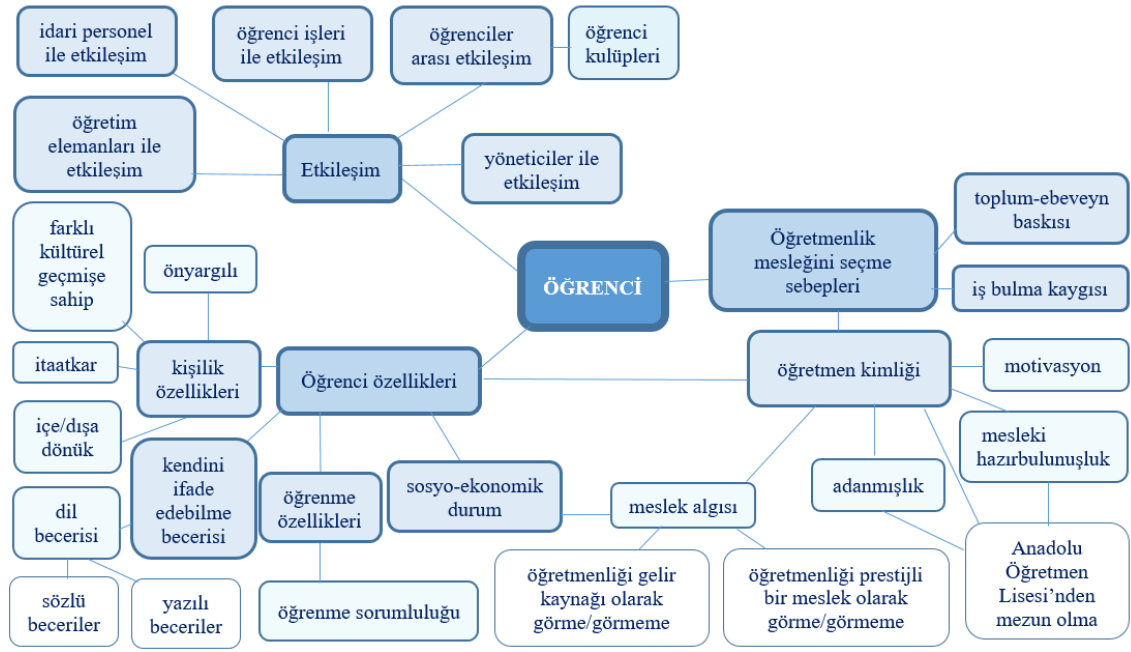 idari personel
ile etkileşim
öğrenci işleri
ile etkileşim
öğrenciler
arası etkileşim
öğrenci
kulüpleri
öğretim
elemanları ile
etkileşim
Etkileşim
yöneticiler ile
etkileşim
farklı
kültürel
geçmişe
sahip
önyargılı
ÖĞRENCİ
Öğretmenlik
mesleğini seçme
sebepleri
toplum-ebeveyn
baskısı
iş bulma kaygısı
itaatkar
kişilik
özellikleri
Öğrenci özellikleri
öğretmen kimliği
motivasyon
içe/dışa
dönük
kendini
ifade
edebilme
becerisi
öğrenme
özellikleri
sosyo-ekonomik
durum
meslek algısı
adanmışlık
mesleki
hazırbulunuşluk
dil
becerisi
sözlü
beceriler
yazılı
beceriler
öğrenme sorumluluğu
öğretmenliği gelir
kaynağı olarak
görme/görmeme
öğretmenliği prestijli
bir meslek olarak
görme/görmeme
Anadolu
Öğretmen
Lisesi’nden
mezun olma